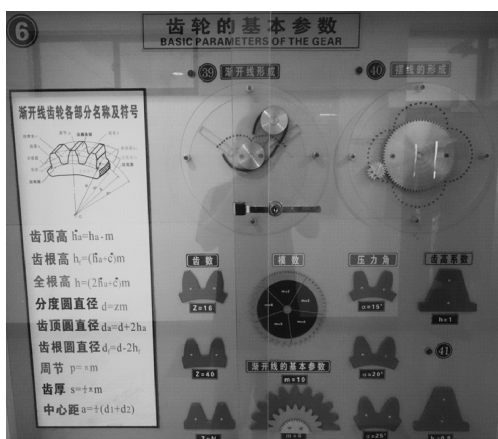 6
齿轮的基本参数
BASIC PARAMETERS OF THE GEAR
39 渐开线形成
40 摆线的形成
渐开线齿轮各部分名称及符号
齿顶高 ha=ha·m
齿根高 hf=(ha+c)m
全根高 h=(2ha+c)m
分度圆直径 d=zm
齿顶圆直径 da=d+2ha
齿根圆直径 df=d-2hf
周节 p=πm
齿厚 s=½πm
中心距 a=½(d1+d2)
齿数
模数
压力角
齿高系数
Z=16
α=15°
h=1
41
Z=40
渐开线的基本参数
m=10
α=20°
α=25°